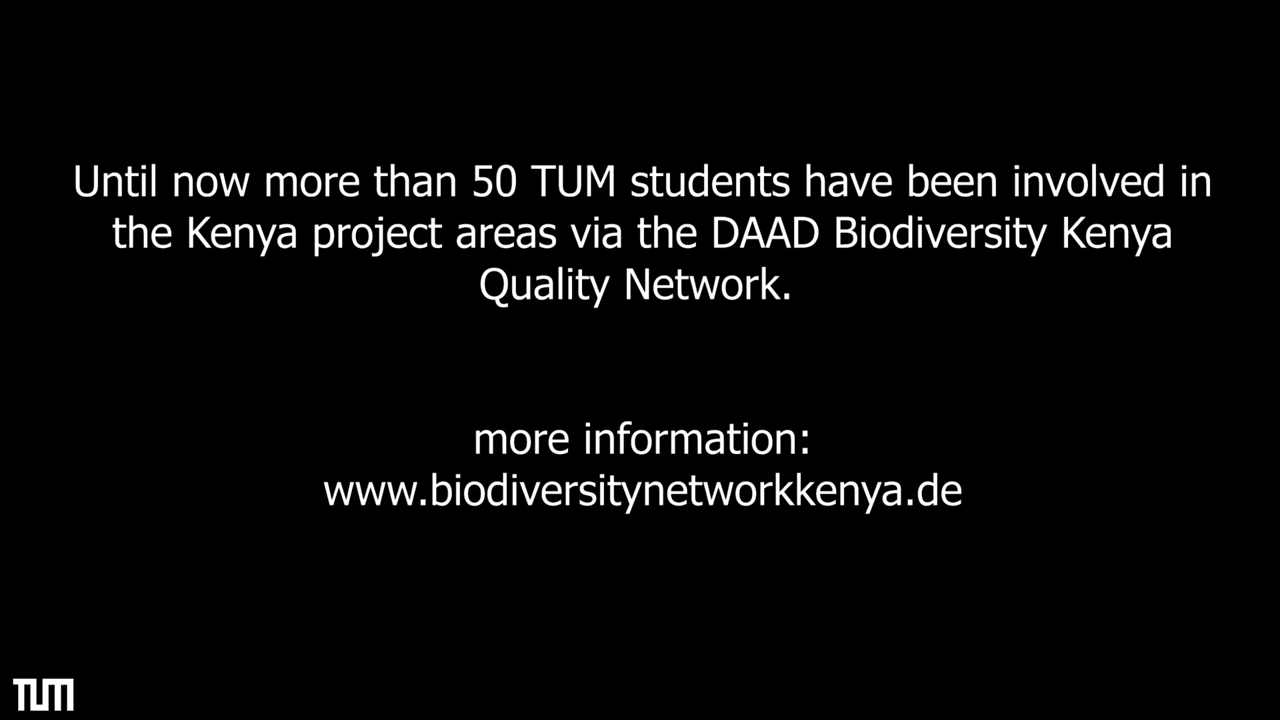 Until now more than 50 TUM students have been involved in
the Kenya project areas via the DAAD Biodiversity Kenya
Quality Network.
more information:
www.biodiversitynetworkkenya.de
TUM